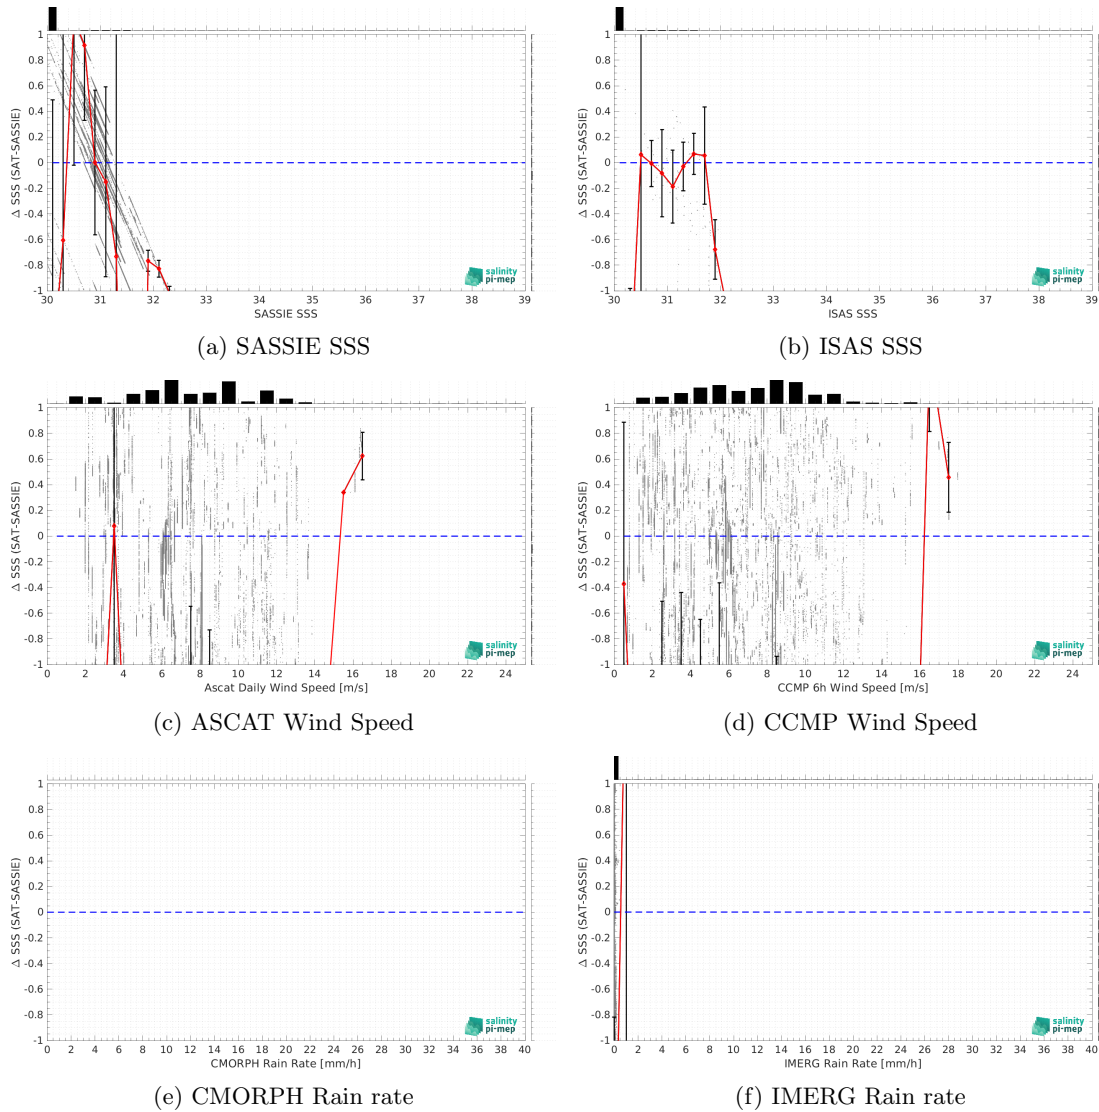 1
0.8
0.6
0.4
0.2
0
-0.2
-0.4
-0.6
-0.8
-1
Δ SSS (SAT-SASSIE)
30 31 32 33 34 35 36 37 38 39
SASSIE SSS
salinity
pi-mep
(a) SASSIE SSS
1
0.8
0.6
0.4
0.2
0
-0.2
-0.4
-0.6
-0.8
-1
Δ SSS (SAT-SASSIE)
30 31 32 33 34 35 36 37 38 39
ISAS SSS
salinity
pi-mep
(b) ISAS SSS
1
0.8
0.6
0.4
0.2
0
-0.2
-0.4
-0.6
-0.8
-1
Δ SSS (SAT-SASSIE)
0 2 4 6 8 10 12 14 16 18 20 22 24
Ascat Daily Wind Speed [m/s]
salinity
pi-mep
(c) ASCAT Wind Speed
1
0.8
0.6
0.4
0.2
0
-0.2
-0.4
-0.6
-0.8
-1
Δ SSS (SAT-SASSIE)
0 2 4 6 8 10 12 14 16 18 20 22 24
CCMP 6h Wind Speed [m/s]
salinity
pi-mep
(d) CCMP Wind Speed
1
0.8
0.6
0.4
0.2
0
-0.2
-0.4
-0.6
-0.8
-1
Δ SSS (SAT-SASSIE)
0 2 4 6 8 10 12 14 16 18 20 22 24 26 28 30 32 34 36 38 40
CMORPH Rain Rate [mm/h]
salinity
pi-mep
(e) CMORPH Rain rate
1
0.8
0.6
0.4
0.2
0
-0.2
-0.4
-0.6
-0.8
-1
Δ SSS (SAT-SASSIE)
0 2 4 6 8 10 12 14 16 18 20 22 24 26 28 30 32 34 36 38 40
IMERG Rain Rate [mm/h]
salinity
pi-mep
(f) IMERG Rain rate